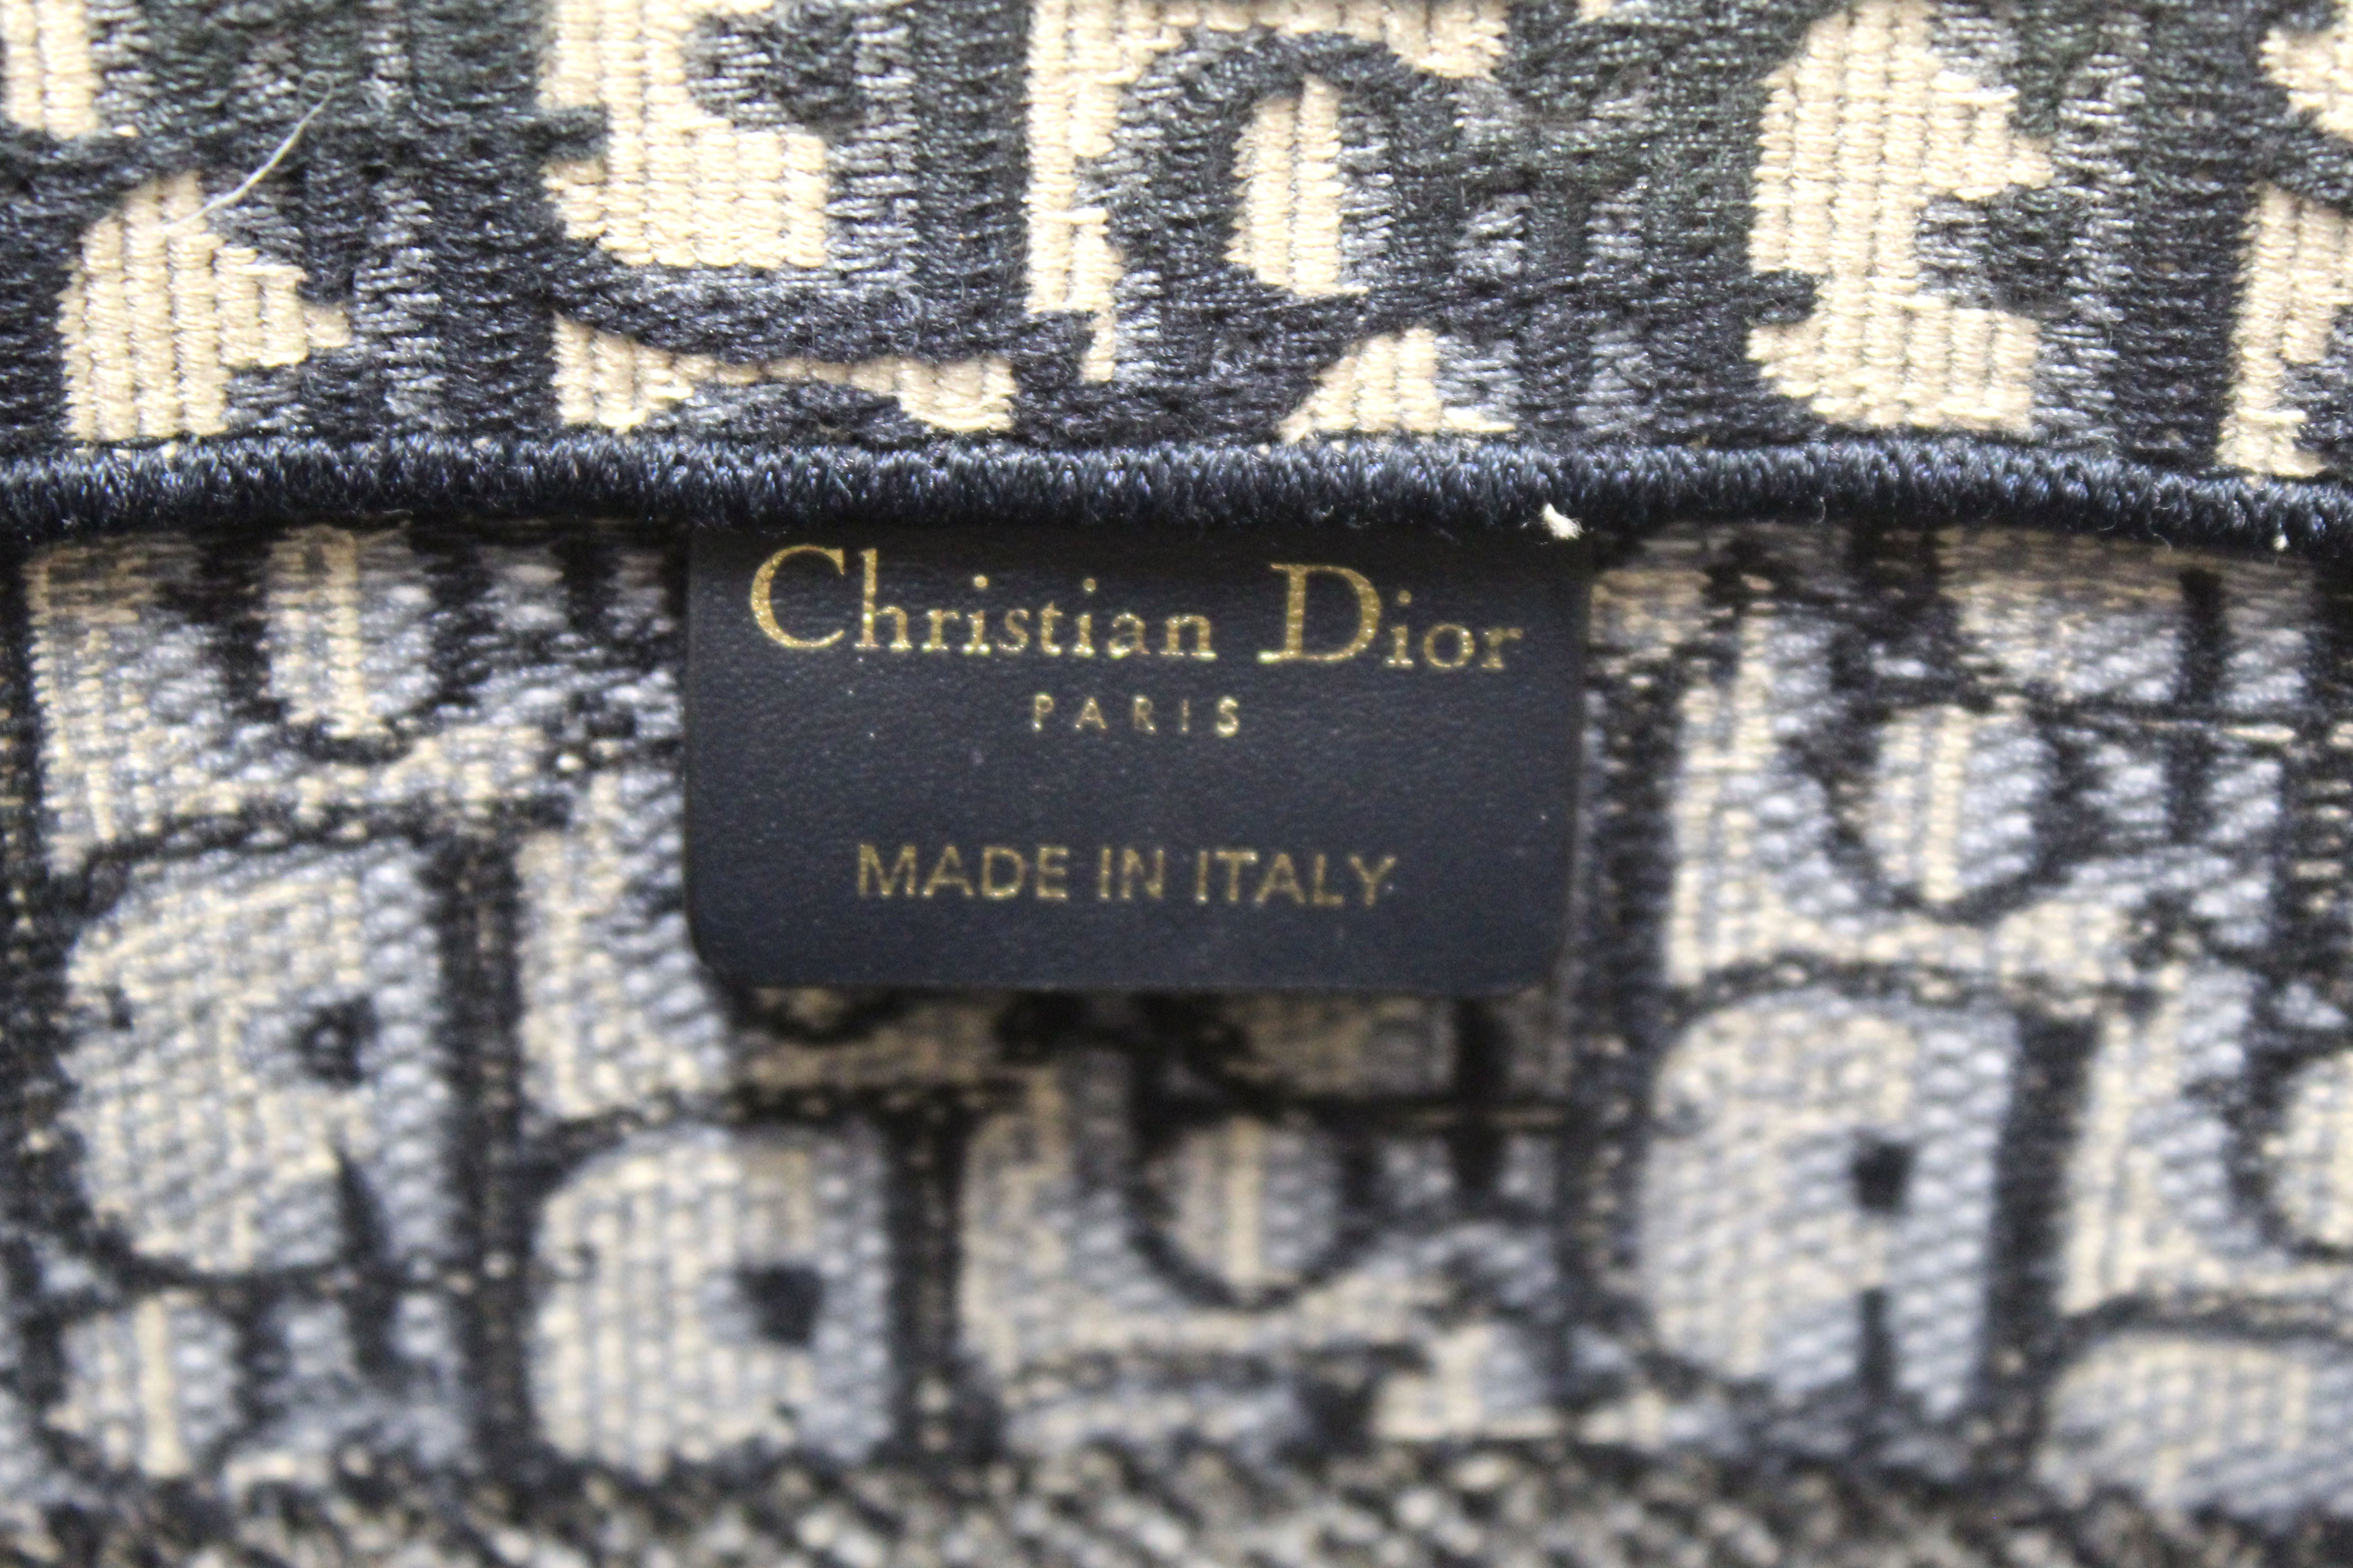 Christian Dior
PARIS
MADE IN ITALY